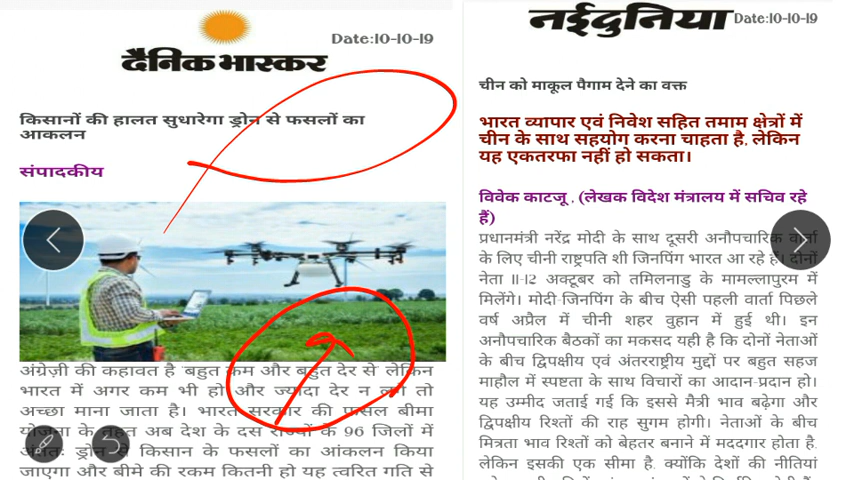 दैनिक भास्कर
Date:10-10-19
किसानों की हालत सुधारेगा ड्रोन से फसलों का
आकलन
संपादकीय
अंग्रेज़ी की कहावत है 'बहुत कम और बहुत देर से' लेकिन
भारत में अगर कम भी हो और ज्यादा देर न लगे तो
अच्छा माना जाता है। भारत सरकार की फसल बीमा
योजना के तहत अब देश के दस राज्यों के 96 जिलों में
ड्रोन से किसान के फसलों का आंकलन किया
जाएगा और बीमे की रकम कितनी हो यह त्वरित गति से
नईदुनिया
Date:10-10-19
चीन को माकूल पैगाम देने का वक्त
भारत व्यापार एवं निवेश सहित तमाम क्षेत्रों में
चीन के साथ सहयोग करना चाहता है, लेकिन
यह एकतरफा नहीं हो सकता।
विवेक काटजू , (लेखक विदेश मंत्रालय में सचिव रहे
हैं)
प्रधानमंत्री नरेंद्र मोदी के साथ दूसरी अनौपचारिक वार्ता
के लिए चीनी राष्ट्रपति शी जिनपिंग भारत आ रहे हैं। दोनों
नेता 11-12 अक्टूबर को तमिलनाडु के मामल्लापुरम में
मिलेंगे। मोदी-जिनपिंग के बीच ऐसी पहली वार्ता पिछले
वर्ष अप्रैल में चीनी शहर वुहान में हुई थी। इन
अनौपचारिक बैठकों का मकसद यही है कि दोनों नेताओं
के बीच द्विपक्षीय एवं अंतरराष्ट्रीय मुद्दों पर बहुत सहज
माहौल में स्पष्टता के साथ विचारों का आदान-प्रदान हो।
यह उम्मीद जताई गई कि इससे मैत्री भाव बढ़ेगा और
द्विपक्षीय रिश्तों की राह सुगम होगी। नेताओं के बीच
मित्रता भाव रिश्तों को बेहतर बनाने में मददगार होता है,
लेकिन इसकी एक सीमा है, क्योंकि देशों की नीतियां